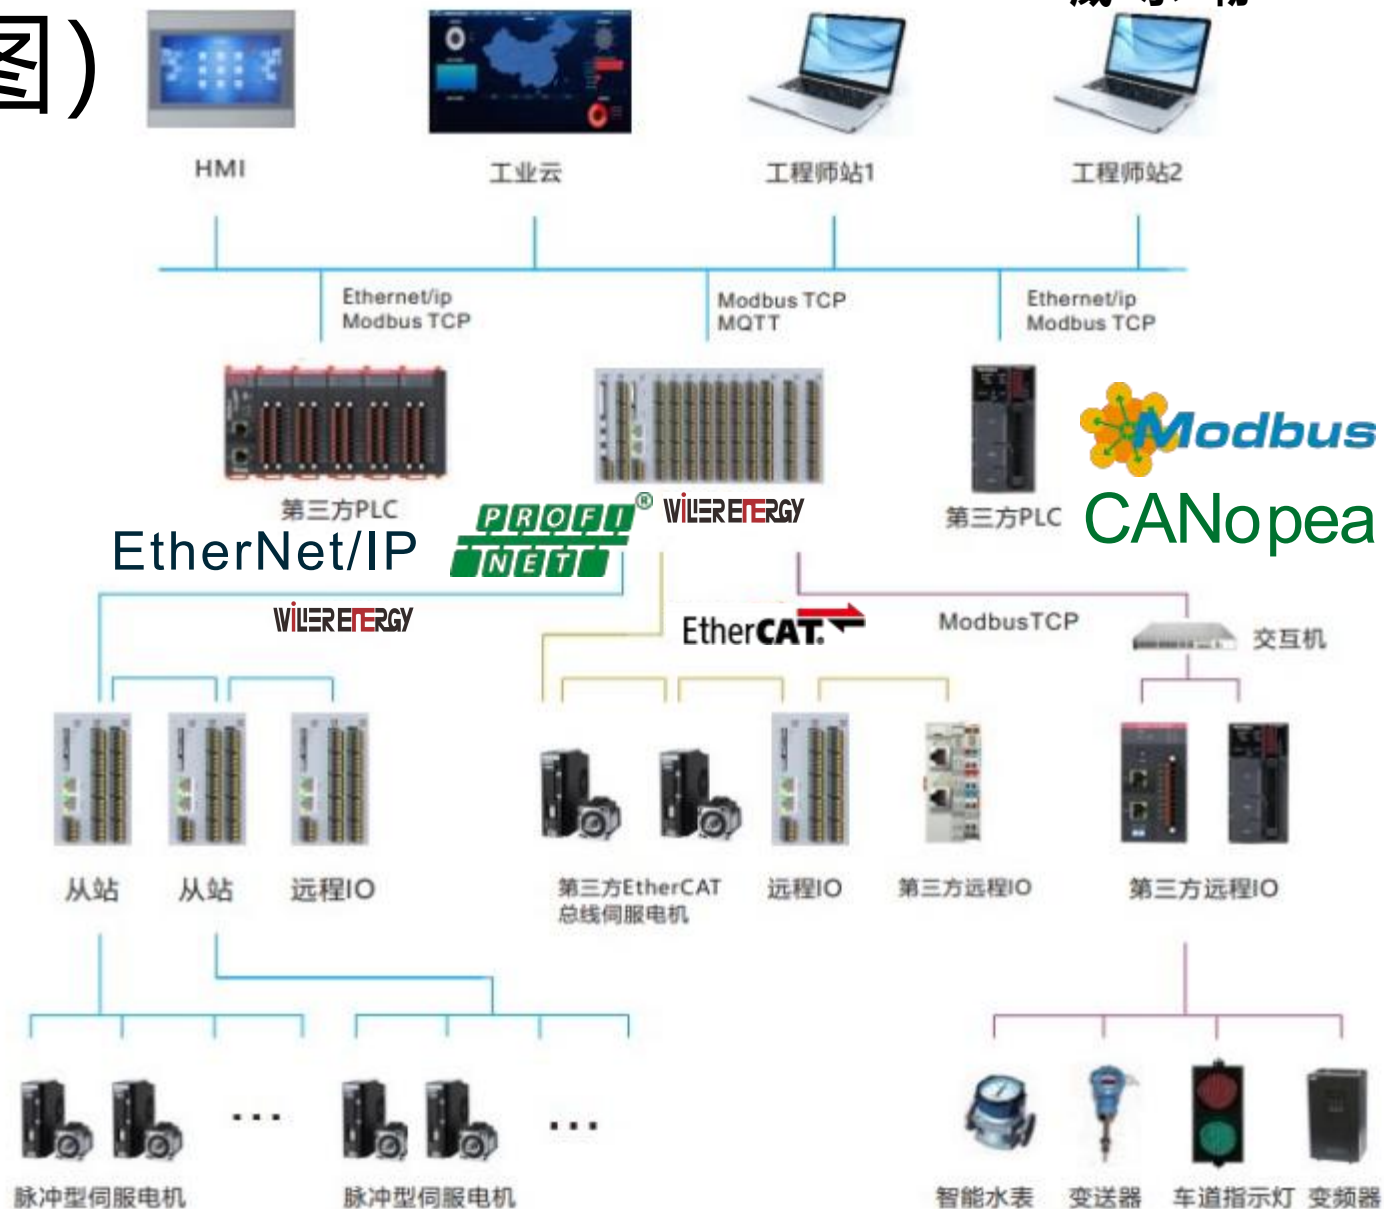 图)
HMI
工业云
工程师站1
工程师站2
Ethernet/ip
Modbus TCP
Modbus TCP
MQTT
Ethernet/ip
Modbus TCP
第三方PLC
WILERENERGY
第三方PLC
Modbus
CANopea
EtherNet/IP
PROFI®
NET
WILERENERGY
EtherCAT.
ModbusTCP
交互机
从站
从站
远程IO
第三方EtherCAT
总线伺服电机
远程IO
第三方远程IO
第三方远程IO
...
...
脉冲型伺服电机
脉冲型伺服电机
智能水表
变送器
车道指示灯
变频器